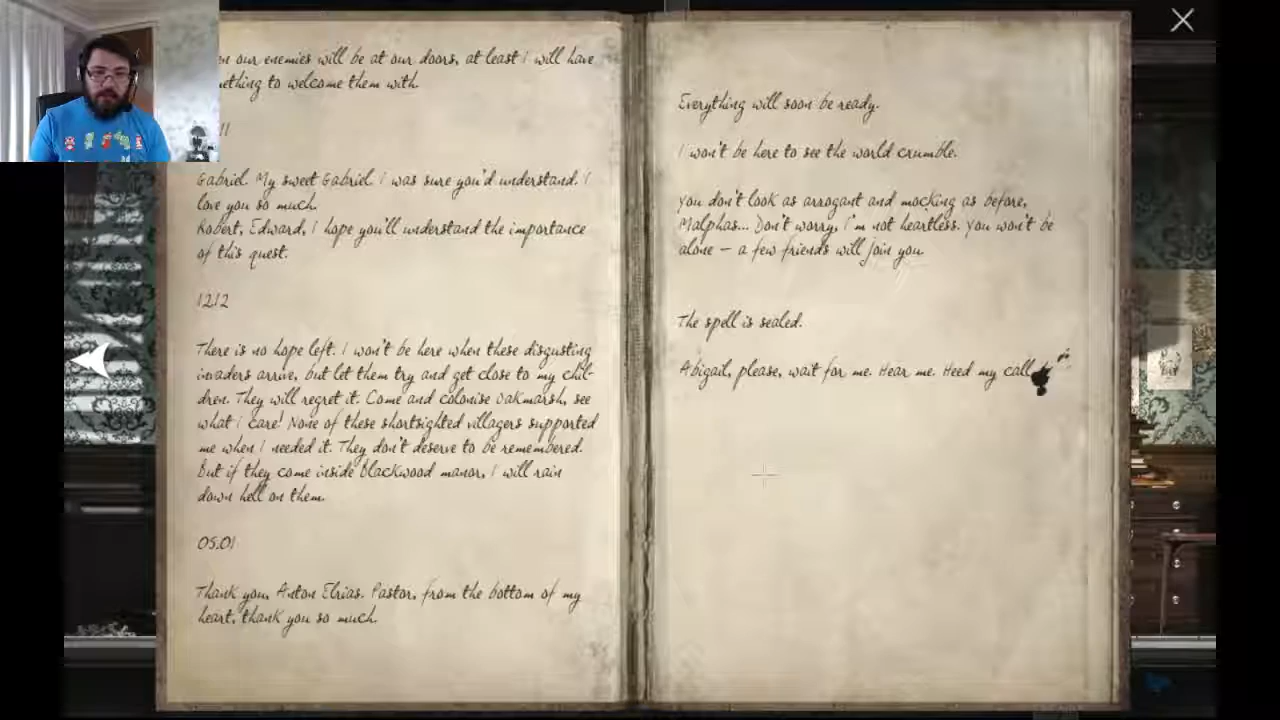 our enemies will be at our doors, at least I will have
to welcome them with.
Gabriel. My sweet Gabriel. I was sure you'd understand. I
love you so much.
Robert, Edward, I hope you'll understand the importance
of this quest.
12.12
There is no hope left. I won't be here when these disgusting
invaders arrive, but let them try and get close to my chil-
dren. They will regret it. Come and colonise Oakmarsh, see
what I care! None of these shortsighted villagers supported
me when I needed it. They don't deserve to be remembered.
But if they come inside Blackwood manor, I will rain
down hell on them.
05.01
Thank you, Anton Elrias. Pastor, from the bottom of my
heart, thank you so much.
Everything will soon be ready.
I won't be here to see the world crumble.
You don't look as arrogant and mocking as before,
Malphas... Don't worry, I'm not heartless. You won't be
alone – a few friends will join you.
The spell is sealed.
Abigail, please, wait for me. Hear me. Heed my call